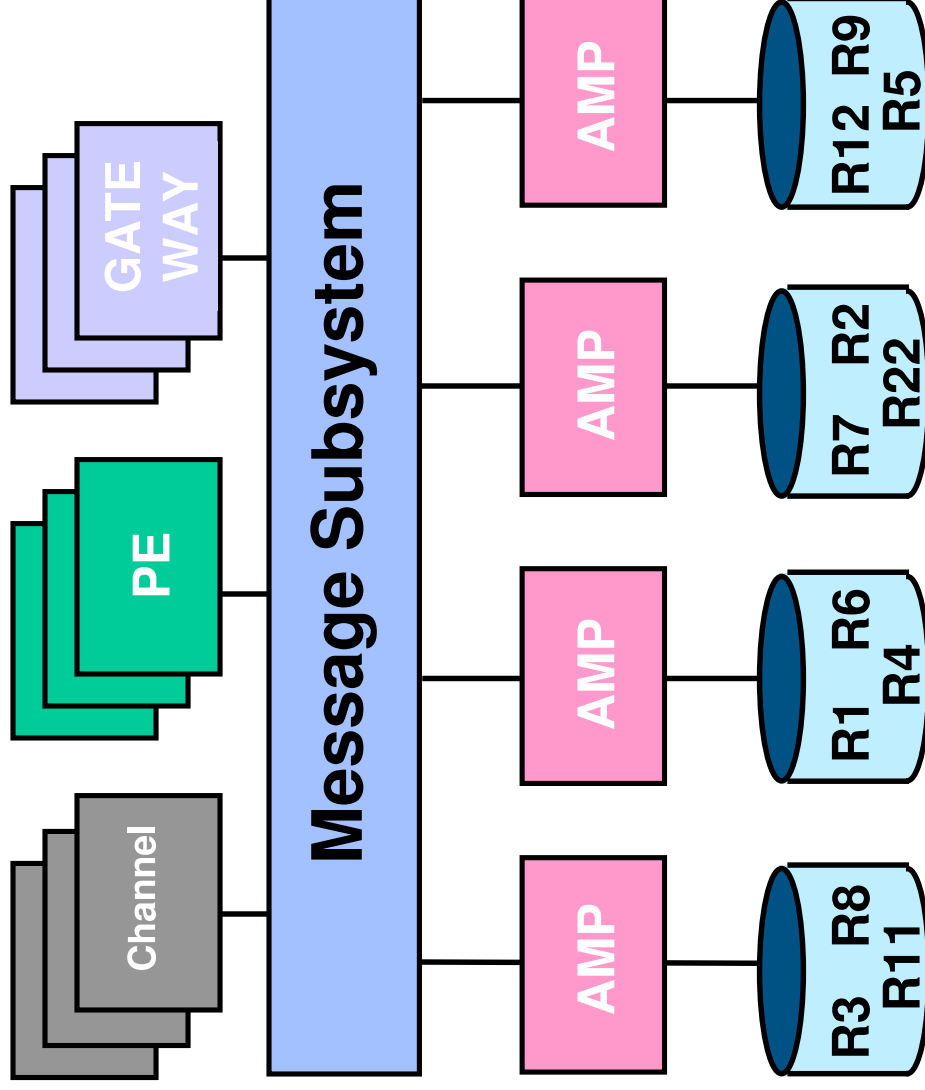 Channel
PE
GATE
WAY
Message Subsystem
AMP
AMP
AMP
AMP
R3 R8
R11
R1 R6
R4
R7 R2
R22
R12 R9
R5